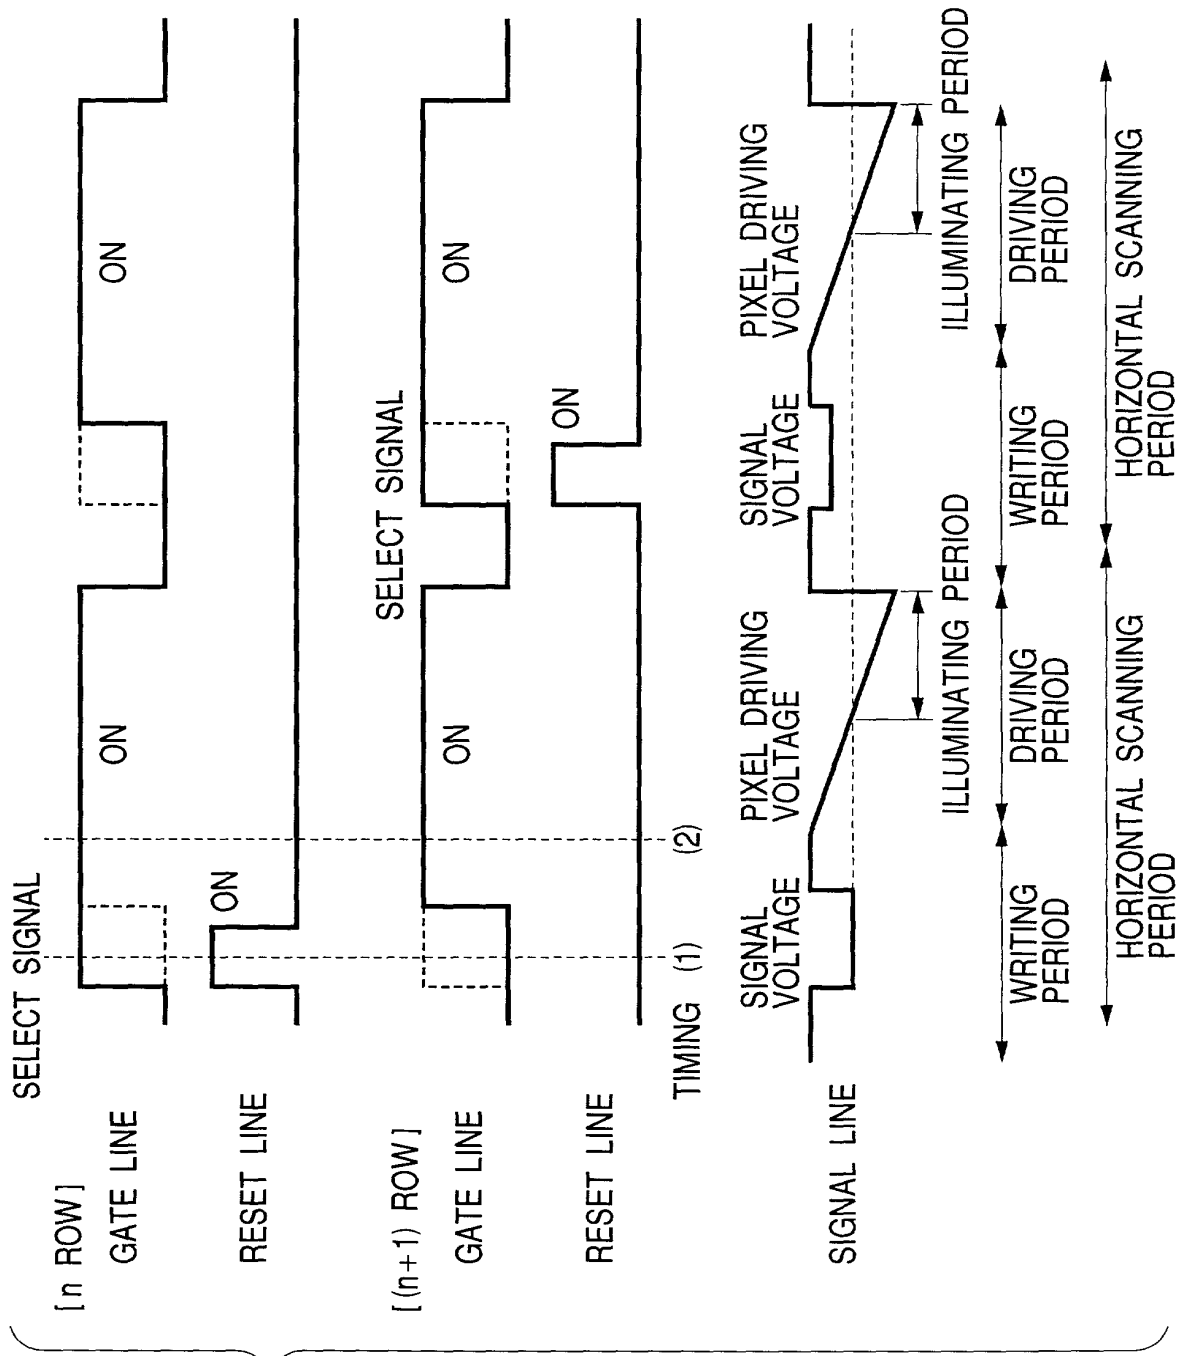 SELECT SIGNAL
[n ROW]
GATE LINE
ON
ON
RESET LINE
ON
SELECT SIGNAL
[(n+1) ROW]
GATE LINE
ON
ON
RESET LINE
ON
TIMING (1) (2)
SIGNAL
VOLTAGE
PIXEL DRIVING
VOLTAGE
SIGNAL
VOLTAGE
PIXEL DRIVING
VOLTAGE
SIGNAL LINE
ILLUMINATING PERIOD
ILLUMINATING PERIOD
WRITING
PERIOD
DRIVING
PERIOD
WRITING
PERIOD
DRIVING
PERIOD
HORIZONTAL SCANNING
PERIOD
HORIZONTAL SCANNING
PERIOD